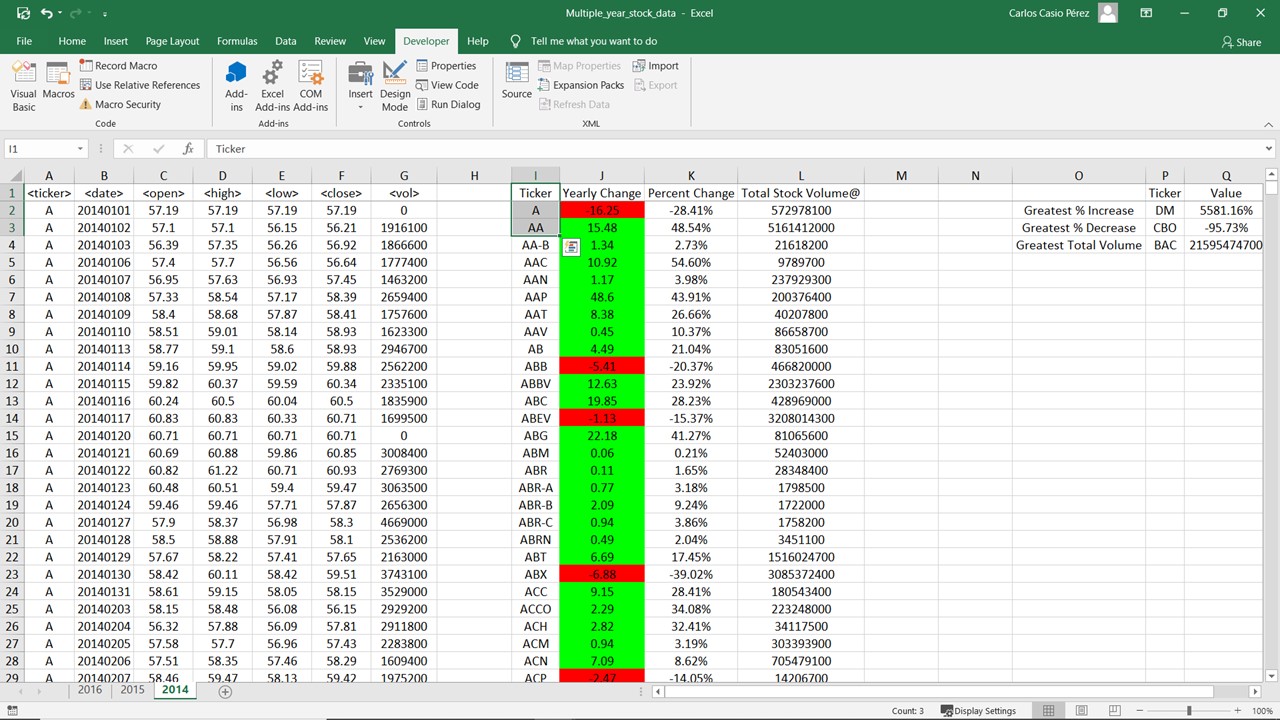 Multiple_year_stock_data - Excel
Carlos Casio Pérez
File Home Insert Page Layout Formulas Data Review View Developer Help Tell me what you want to do Share
Visual Basic
Macros
Record Macro
Use Relative References
Macro Security
Code
Add-ins
Excel Add-ins
COM Add-ins
Add-ins
Insert
Design Mode
Properties
View Code
Run Dialog
Controls
Source
Map Properties
Expansion Packs
Refresh Data
Import
Export
XML
I1 fx Ticker
A B C D E F G H I J K L M N O P Q
1 <ticker> <date> <open> <high> <low> <close> <vol> Ticker Yearly Change Percent Change Total Stock Volume@ Ticker Value
2 A 20140101 57.19 57.19 57.19 57.19 0 A -16.25 -28.41% 572978100 Greatest % Increase DM 5581.16%
3 A 20140102 57.1 57.1 56.15 56.21 1916100 AA 15.48 48.54% 5161412000 Greatest % Decrease CBO -95.73%
4 A 20140103 56.39 57.35 56.26 56.92 1866600 AA-B 1.34 2.73% 21618200 Greatest Total Volume BAC 21595474700
5 A 20140106 57.4 57.7 56.56 56.64 1777400 AAC 10.92 54.60% 9789700
6 A 20140107 56.95 57.63 56.93 57.45 1463200 AAN 1.17 3.98% 237929300
7 A 20140108 57.33 58.54 57.17 58.39 2659400 AAP 48.6 43.91% 200376400
8 A 20140109 58.4 58.68 57.87 58.41 1757600 AAT 8.38 26.66% 40207800
9 A 20140110 58.51 59.01 58.14 58.93 1623300 AAV 0.45 10.37% 86658700
10 A 20140113 58.77 59.1 58.6 58.93 2946700 AB 4.49 21.04% 83051600
11 A 20140114 59.16 59.95 59.02 59.88 2562200 ABB -5.41 -20.37% 466820000
12 A 20140115 59.82 60.37 59.59 60.34 2335100 ABBV 12.63 23.92% 2303237600
13 A 20140116 60.24 60.5 60.04 60.5 1835900 ABC 19.85 28.23% 428969000
14 A 20140117 60.83 60.83 60.33 60.71 1699500 ABEV -1.13 -15.37% 3208014300
15 A 20140120 60.71 60.71 60.71 60.71 0 ABG 22.18 41.27% 81065600
16 A 20140121 60.69 60.88 59.86 60.85 3008400 ABM 0.06 0.21% 52403000
17 A 20140122 60.82 61.22 60.71 60.93 2769300 ABR 0.11 1.65% 28348400
18 A 20140123 60.48 60.51 59.4 59.47 3063500 ABR-A 0.77 3.18% 1798500
19 A 20140124 59.46 59.46 57.71 57.87 2656300 ABR-B 2.09 9.24% 1722000
20 A 20140127 57.9 58.37 56.98 58.3 4669000 ABR-C 0.94 3.86% 1758200
21 A 20140128 58.5 58.88 57.91 58.1 2536200 ABRN 0.49 2.04% 3451100
22 A 20140129 57.67 58.22 57.41 57.65 2163000 ABT 6.69 17.45% 1516024700
23 A 20140130 58.42 60.11 58.42 59.51 3743100 ABX -6.88 -39.02% 3085372400
24 A 20140131 58.61 59.15 58.05 58.15 3529000 ACC 9.15 28.41% 180543400
25 A 20140203 58.15 58.48 56.08 56.15 2929200 ACCO 2.29 34.08% 223248000
26 A 20140204 56.32 57.88 56.09 57.81 2911800 ACH 2.82 32.41% 34117500
27 A 20140205 57.58 57.7 56.96 57.43 2283800 ACM 0.94 3.19% 303393900
28 A 20140206 57.51 58.35 57.46 58.29 1609400 ACN 7.09 8.62% 705479100
29 A 20140207 58.46 59.47 58.13 59.42 1975200 ACP -2.47 -14.05% 14206700
2016 2015 2014
Count: 3 Display Settings 100%